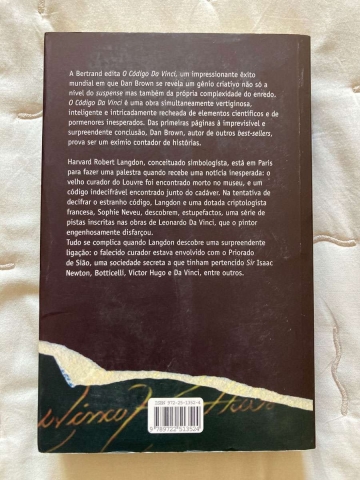 A Bertrand edita O Código Da Vinci, um impressionante êxito
mundial em que Dan Brown se revela um génio criativo não só a
nível do suspense mas também da própria complexidade do enredo.
O Código Da Vinci é uma obra simultaneamente vertiginosa,
inteligente e intricadamente recheada de elementos científicos e de
pormenores inesperados. Das primeiras páginas à imprevisível e
surpreendente conclusão, Dan Brown, autor de outros best-sellers,
prova ser um exímio contador de histórias.
Harvard Robert Langdon, conceituado simbologista, está em Paris
para fazer uma palestra quando recebe uma notícia inesperada: o
velho curador do Louvre foi encontrado morto no museu, e um
código indecifrável encontrado junto do cadáver. Na tentativa de
decifrar o estranho código, Langdon e uma dotada criptologista
francesa, Sophie Neveu, descobrem, estupefactos, uma série de
pistas inscritas nas obras de Leonardo Da Vinci, que o pintor
engenhosamente disfarçou.
Tudo se complica quando Langdon descobre uma surpreendente
ligação: o falecido curador estava envolvido com o Priorado
de Sião, uma sociedade secreta a que tinham pertencido Sir Isaac
Newton, Botticelli, Victor Hugo e Da Vinci, entre outros.
9 789722 513524